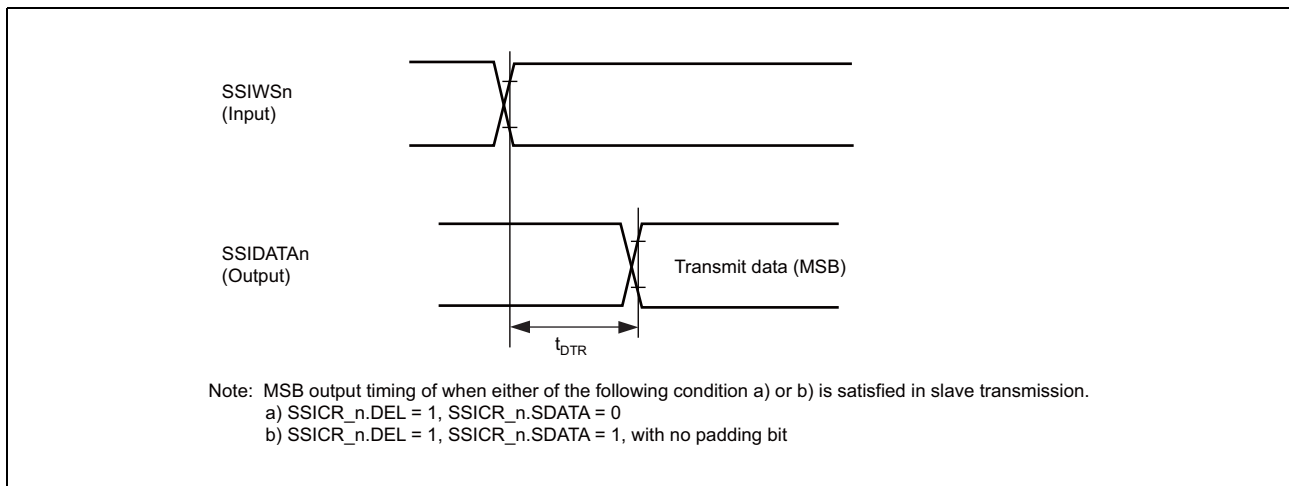 SSIWSn
(Input)
SSIDATAn
(Output)
Transmit data (MSB)
tDTR
Note: MSB output timing of when either of the following condition a) or b) is satisfied in slave transmission.
a) SSICR_n.DEL = 1, SSICR_n.SDATA = 0
b) SSICR_n.DEL = 1, SSICR_n.SDATA = 1, with no padding bit